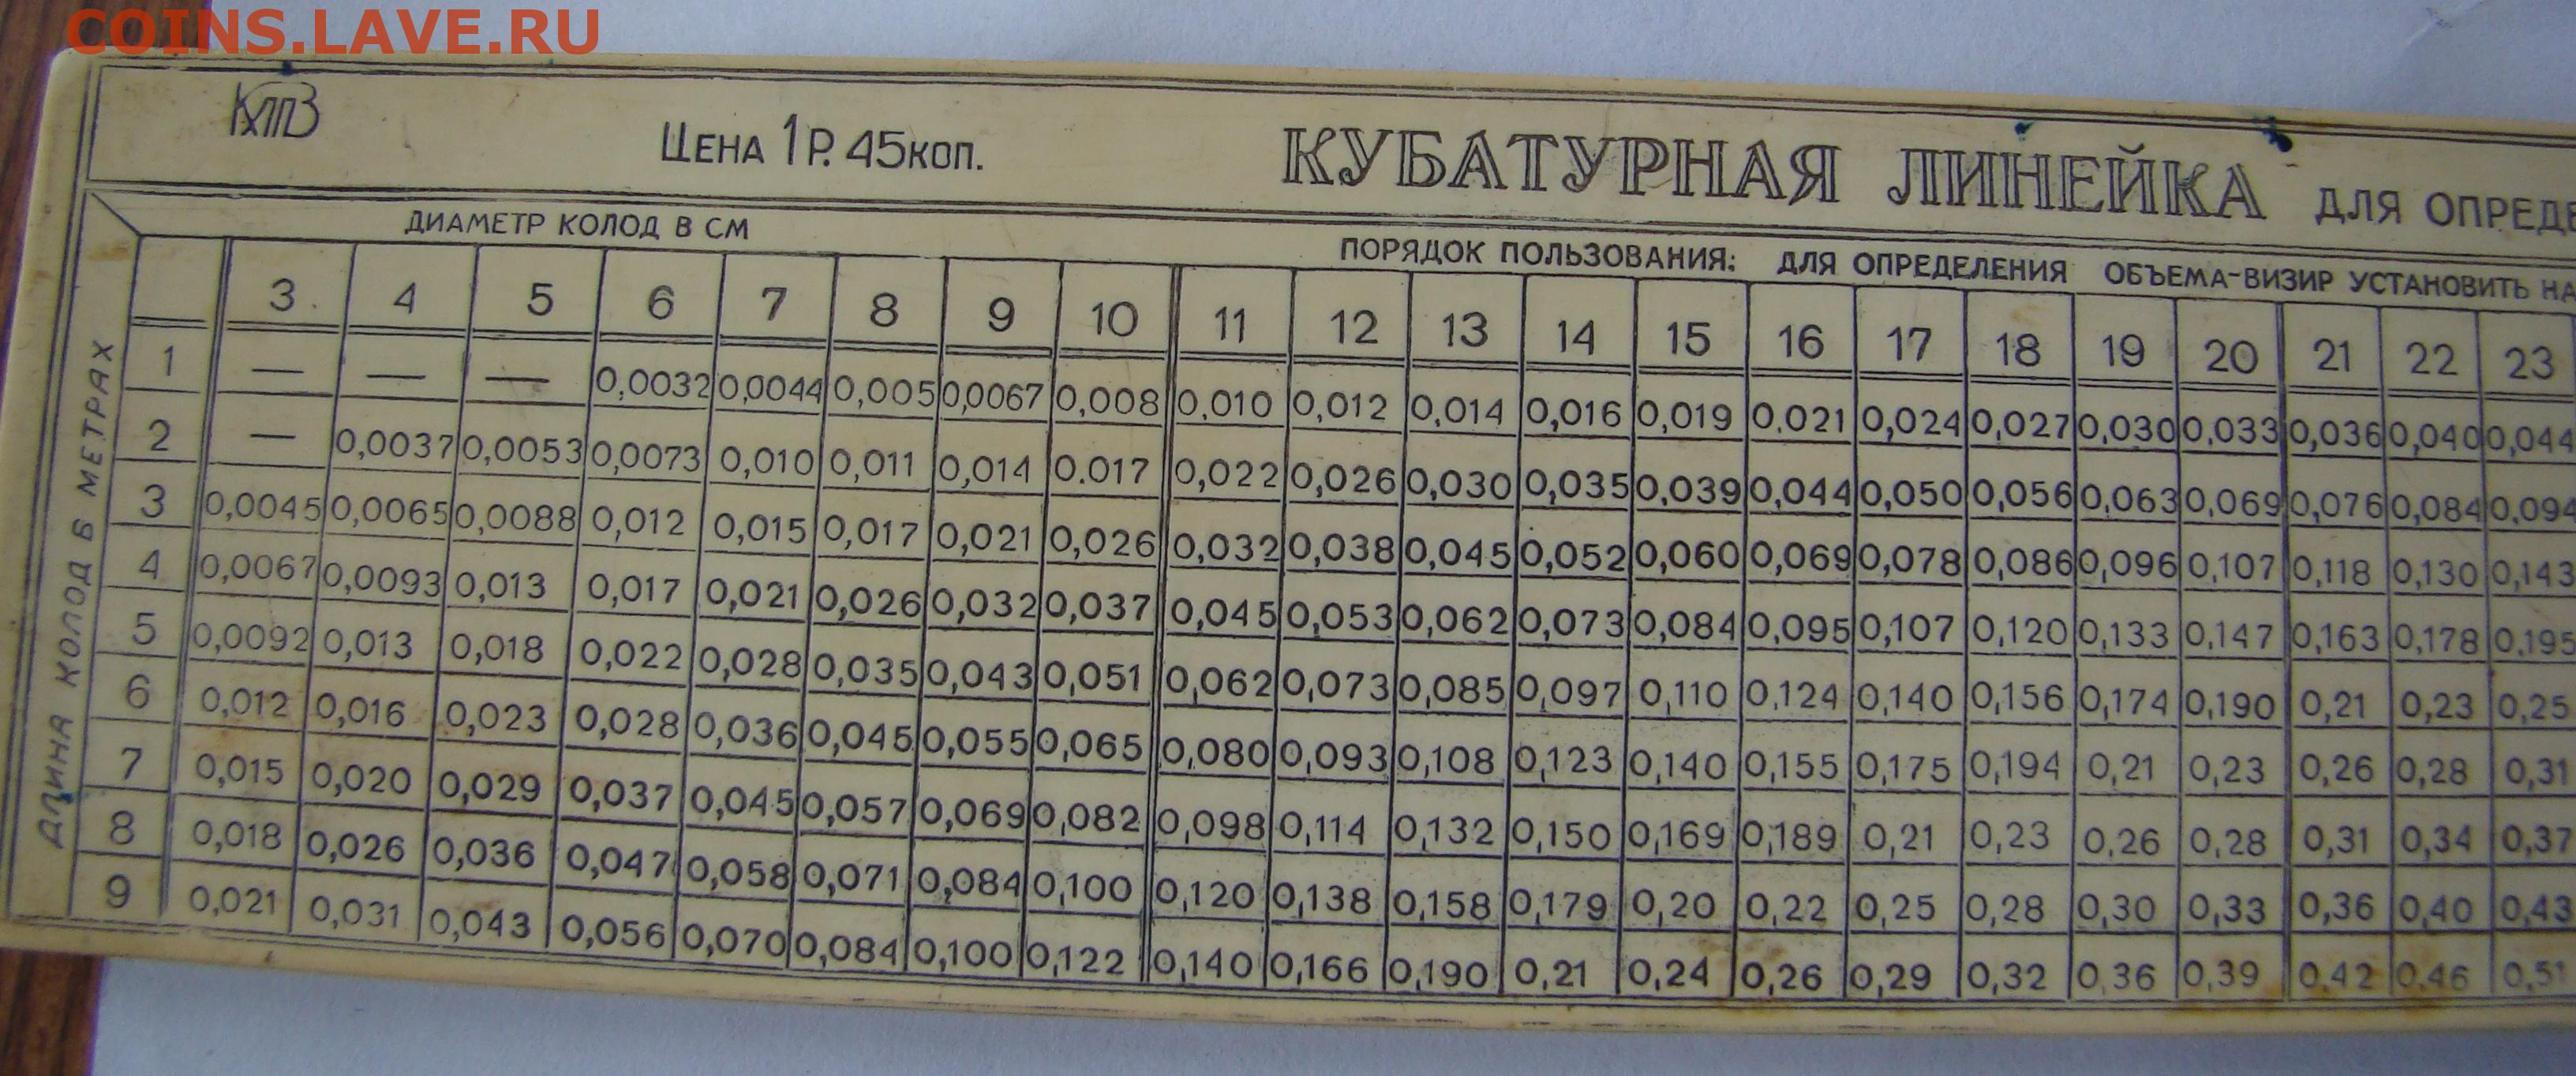 COINS.LAVE.RU
КПЗ
ЦЕНА 1 Р. 45 КОП.
КУБАТУРНАЯ ЛИНЕЙКА ДЛЯ ОПРЕДЕ
ДИАМЕТР КОЛОД В СМ
ПОРЯДОК ПОЛЬЗОВАНИЯ: ДЛЯ ОПРЕДЕЛЕНИЯ ОБЪЕМА-ВИЗИР УСТАНОВИТЬ НА
ДЛИНА КОЛОД В МЕТРАХ
3 4 5 6 7 8 9 10 11 12 13 14 15 16 17 18 19 20 21 22 23
1 — — — 0,0032 0,0044 0,005 0,0067 0,008 0.010 0,012 0,014 0,016 0,019 0.021 0,024 0,027 0,030 0,033 0,036 0,040 0,044
2 — 0,0037 0,0053 0,0073 0,010 0,011 0,014 0.017 0,022 0,026 0,030 0,035 0,039 0,044 0,050 0,056 0,063 0,069 0,076 0,084 0,094
3 0,0045 0,0065 0,0088 0,012 0,015 0,017 0,021 0,026 0,032 0,038 0,045 0,052 0,060 0,069 0,078 0,086 0,096 0,107 0,118 0,130 0,143
4 0,0067 0,0093 0,013 0,017 0,021 0,026 0,032 0,037 0,045 0,053 0,062 0,073 0,084 0,095 0,107 0,120 0,133 0,147 0,163 0,178 0,195
5 0,0092 0,013 0,018 0,022 0,028 0,035 0,043 0,051 0,062 0,073 0,085 0,097 0,110 0,124 0,140 0,156 0,174 0,190 0,21 0,23 0,25
6 0,012 0,016 0,023 0,028 0,036 0,045 0,055 0,065 0,080 0,093 0,108 0,123 0,140 0,155 0,175 0,194 0,21 0,23 0,26 0,28 0,31
7 0,015 0,020 0,029 0,037 0,045 0,057 0,069 0,082 0,098 0,114 0,132 0,150 0,169 0,189 0,21 0,23 0,26 0,28 0,31 0,34 0,37
8 0,018 0,026 0,036 0,047 0,058 0,071 0,084 0,100 0,120 0,138 0,158 0,179 0,20 0,22 0,25 0,28 0,30 0,33 0,36 0,40 0,43
9 0,021 0,031 0,043 0,056 0,070 0,084 0,100 0,122 0,140 0,166 0,190 0,21 0,24 0,26 0,29 0,32 0,36 0,39 0,42 0,46 0,51